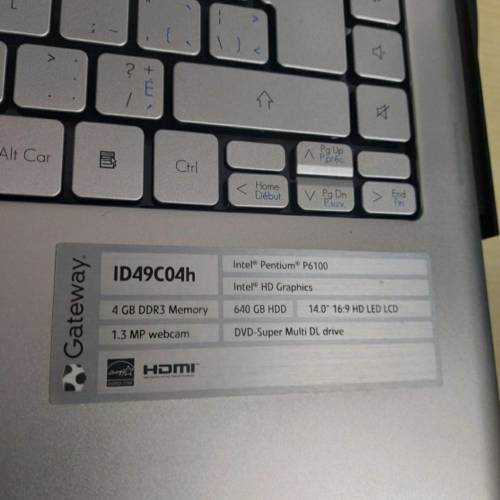 ? +
/ É
Alt Car
Ctrl
Pg Up
P.préc.
Home
Début
Pg Dn
P.suiv.
End
Fin
Gateway.
ID49C04h
Intel® Pentium® P6100
Intel® HD Graphics
4 GB DDR3 Memory
640 GB HDD
14.0" 16:9 HD LED LCD
1.3 MP webcam
DVD-Super Multi DL drive
HDMI